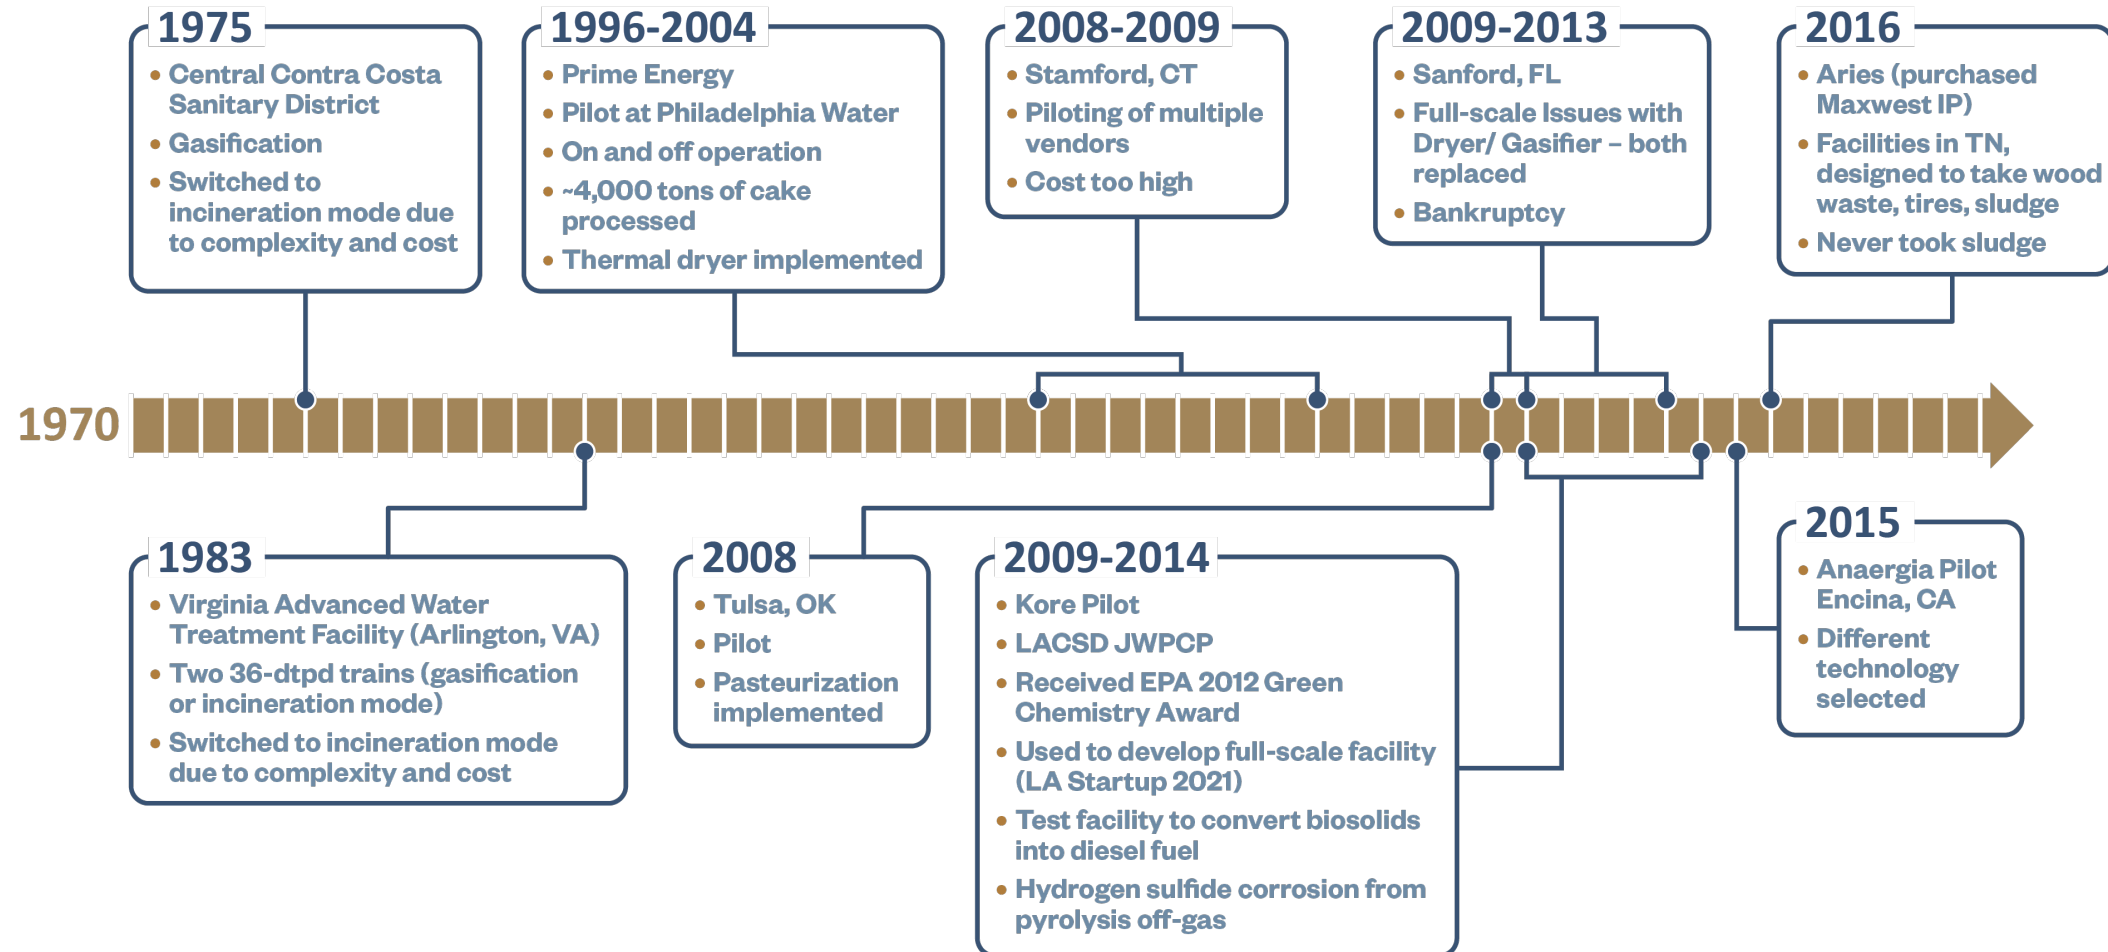 1975
• Central Contra Costa
Sanitary District
• Gasification
• Switched to
incineration mode due
to complexity and cost
1996-2004
• Prime Energy
• Pilot at Philadelphia Water
• On and off operation
• ~4,000 tons of cake
processed
• Thermal dryer implemented
2008-2009
• Stamford, CT
• Piloting of multiple
vendors
• Cost too high
2009-2013
• Sanford, FL
• Full-scale Issues with
Dryer/ Gasifier – both
replaced
• Bankruptcy
2016
• Aries (purchased
Maxwest IP)
• Facilities in TN,
designed to take wood
waste, tires, sludge
• Never took sludge
1970
1983
• Virginia Advanced Water
Treatment Facility (Arlington, VA)
• Two 36-dtpd trains (gasification
or incineration mode)
• Switched to incineration mode
due to complexity and cost
2008
• Tulsa, OK
• Pilot
• Pasteurization
implemented
2009-2014
• Kore Pilot
• LACSD JWPCP
• Received EPA 2012 Green
Chemistry Award
• Used to develop full-scale facility
(LA Startup 2021)
• Test facility to convert biosolids
into diesel fuel
• Hydrogen sulfide corrosion from
pyrolysis off-gas
2015
• Anaergia Pilot
Encina, CA
• Different
technology
selected